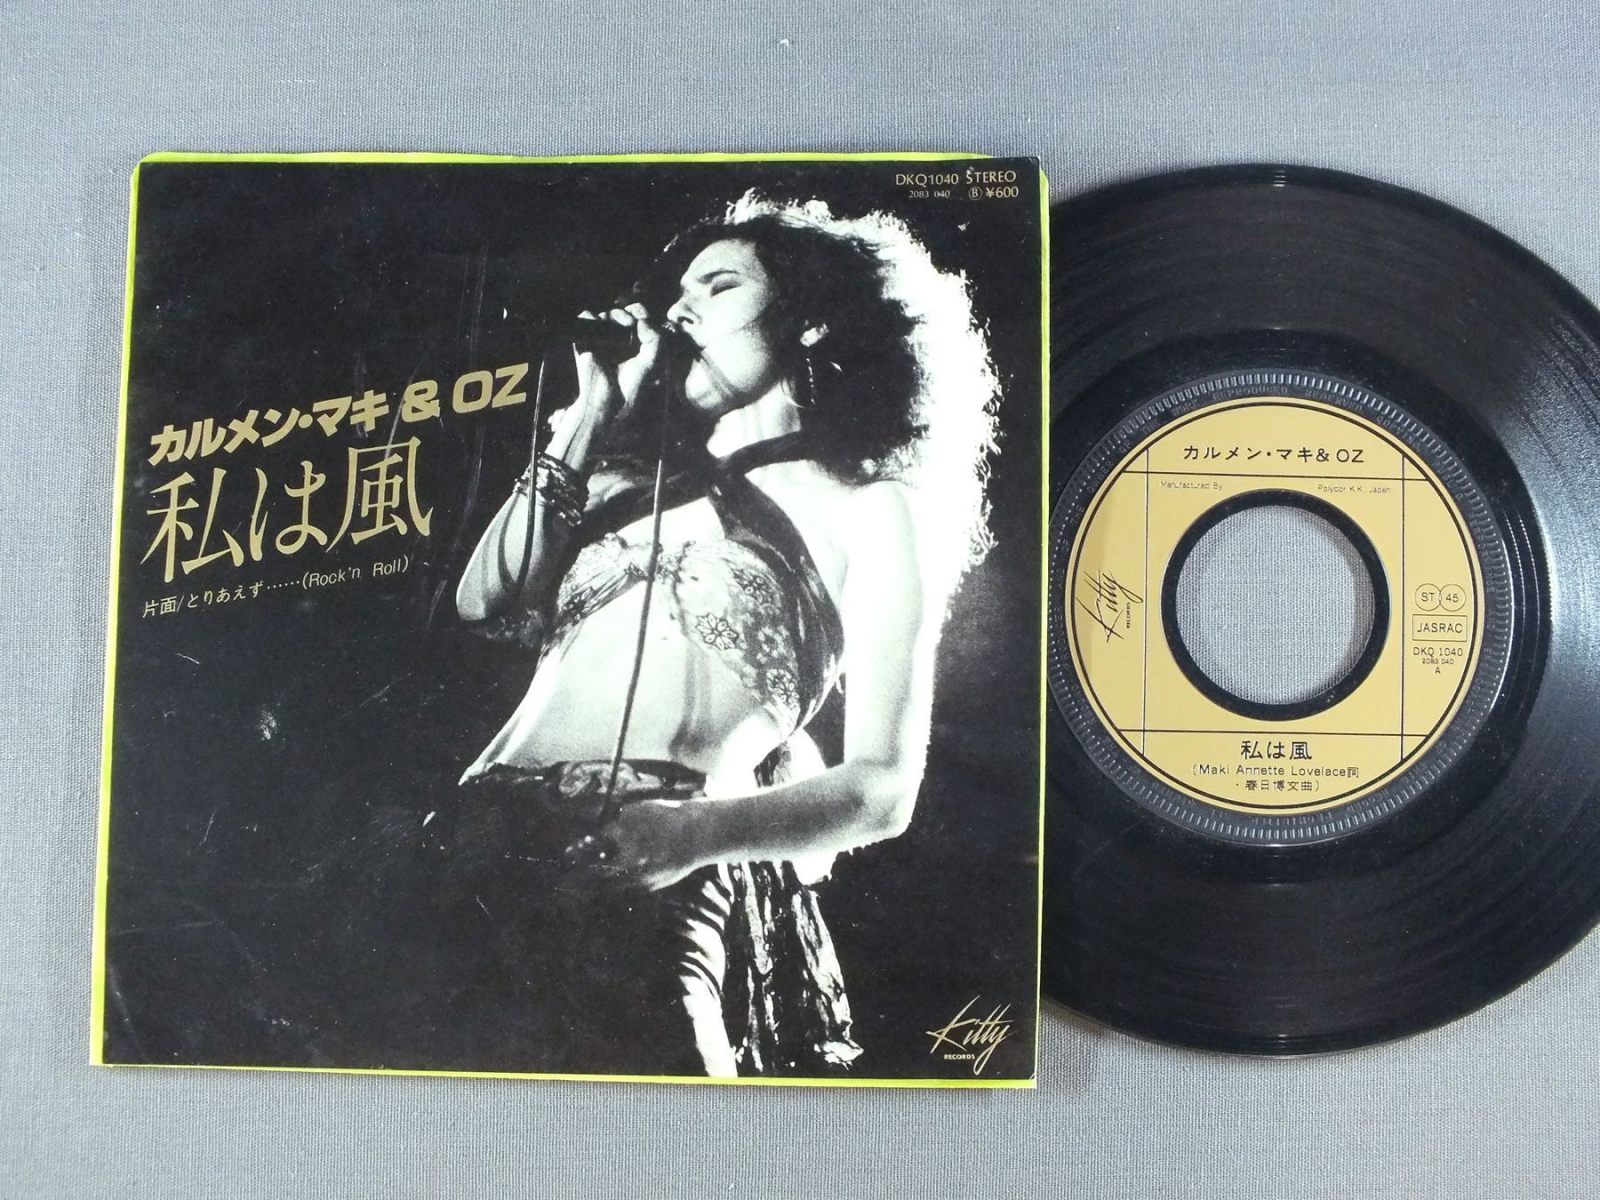 DKQ1040 STEREO
2083 040 Ⓑ ¥600
カルメン・マキ & OZ
私は風
片面/とりあえず……(Rock'n Roll)
Kitty
RECORDS
カルメン・マキ& OZ
Manufactured By Polydor K.K. Japan
Kitty
RECORDS
ST 45
JASRAC
DKQ 1040
2083 040
A
私は風
(Maki Annette Lovelace詞
・春日博文曲)